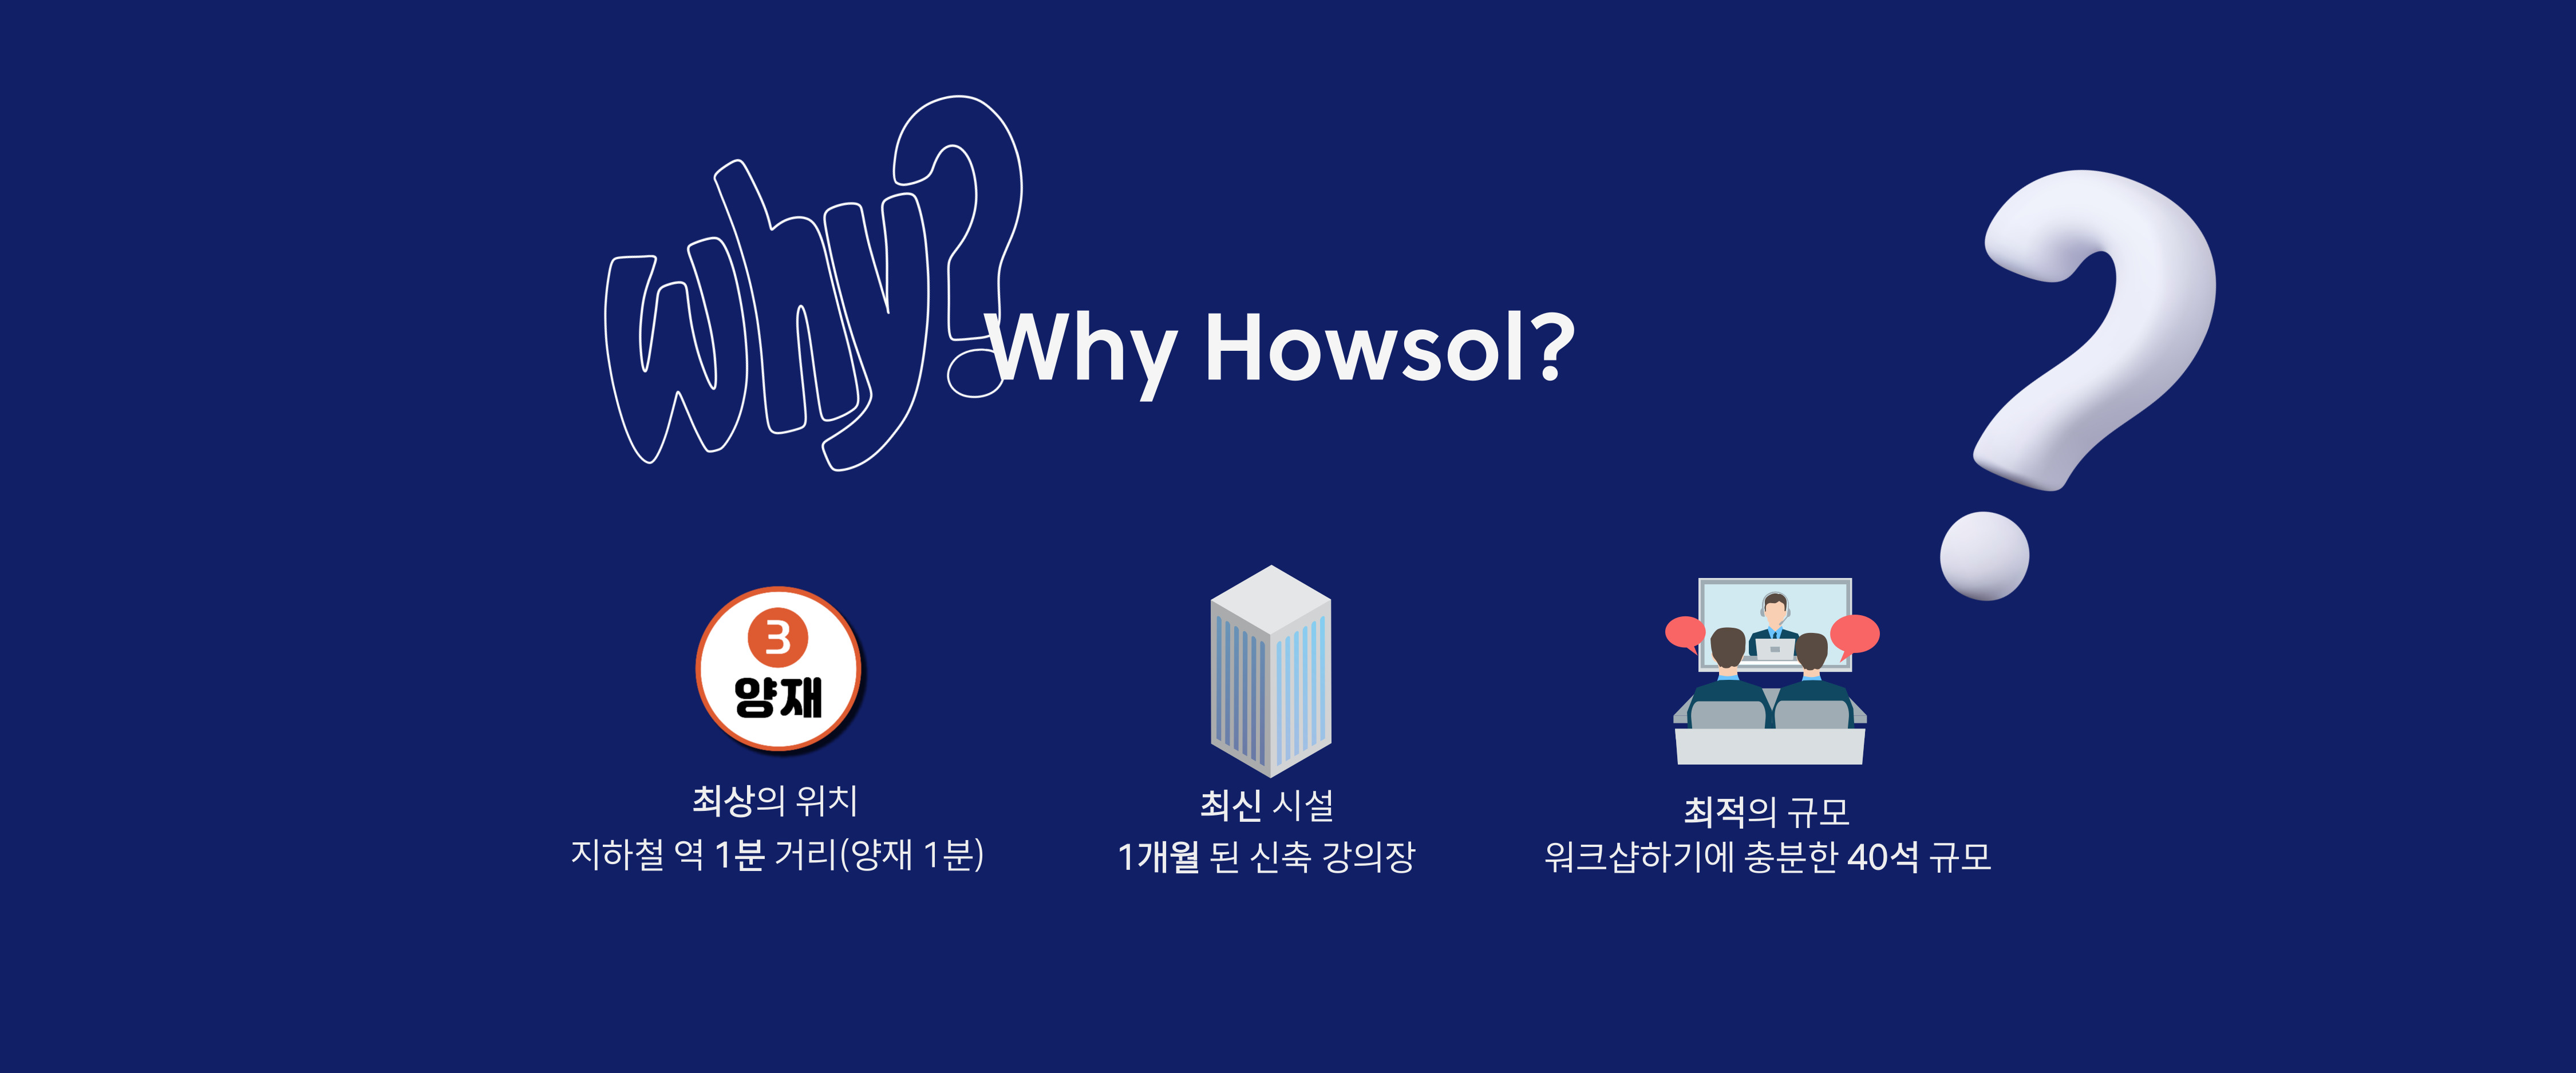 why?
Why Howsol?
3
양재
최상의 위치
지하철 역 1분 거리(양재 1분)
최신 시설
1개월 된 신축 강의장
최적의 규모
워크샵하기에 충분한 40석 규모